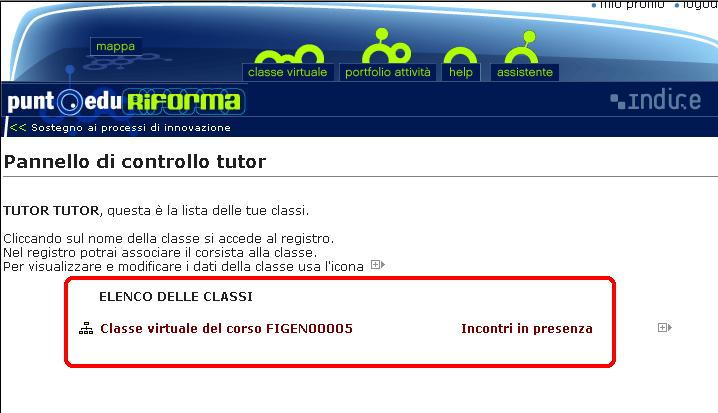 mio profilo logout
mappa
classe virtuale portfolio attività help assistente
punt edu RiFORMA indice
<< Sostegno ai processi di innovazione
Pannello di controllo tutor
TUTOR TUTOR, questa è la lista delle tue classi.
Cliccando sul nome della classe si accede al registro.
Nel registro potrai associare il corsista alla classe.
Per visualizzare e modificare i dati della classe usa l'icona
ELENCO DELLE CLASSI
Classe virtuale del corso FIGEN00005 Incontri in presenza